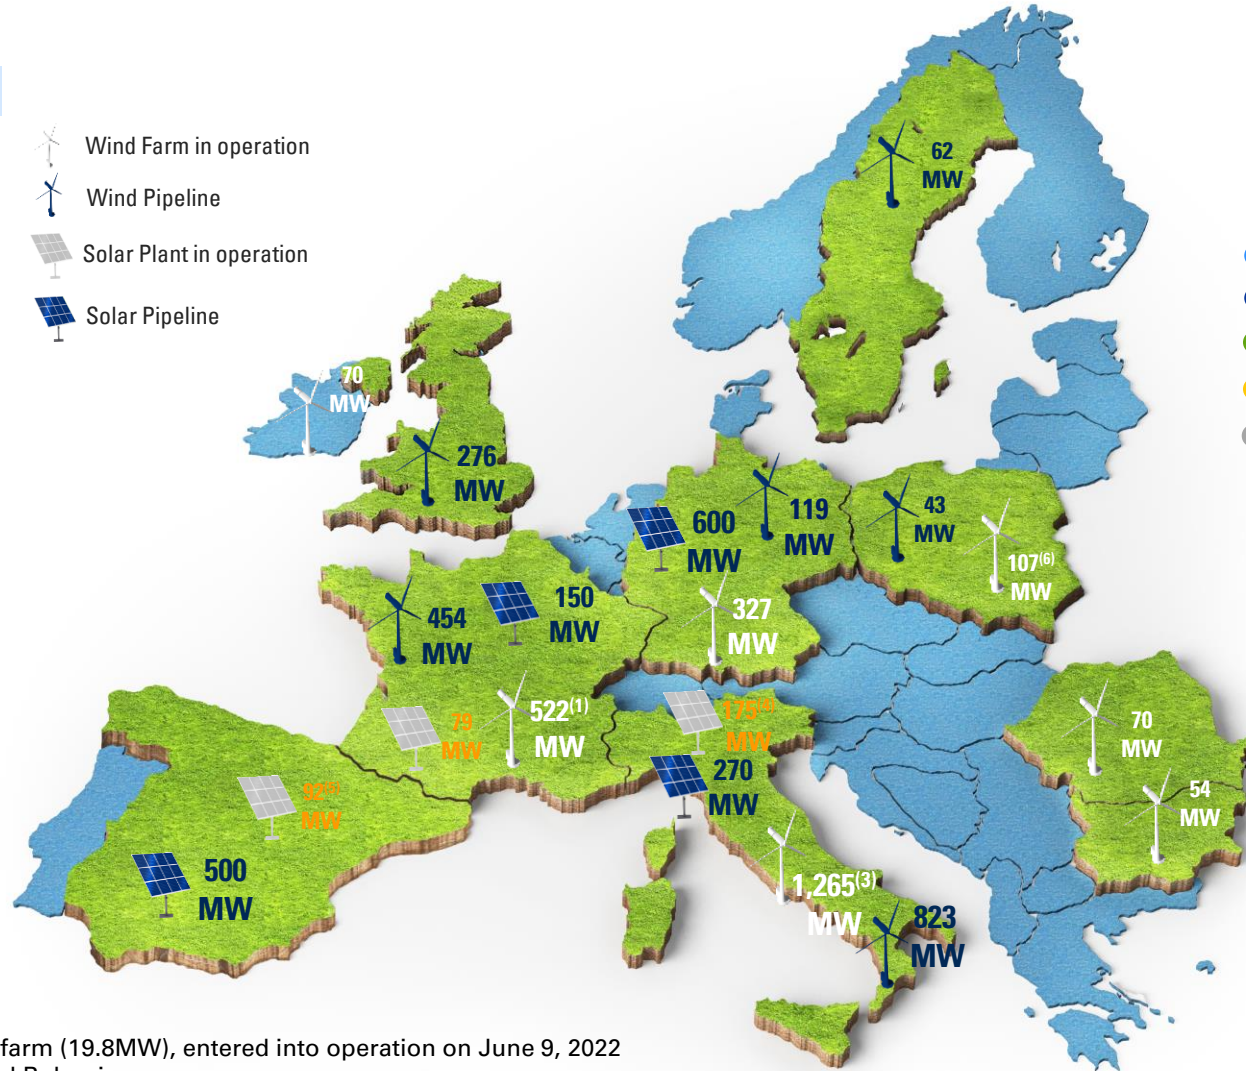 Wind Farm in operation
Wind Pipeline
Solar Plant in operation
Solar Pipeline
62
MW
70
MW
276
MW
600
MW
119
MW
43
MW
107(6)
MW
454
MW
150
MW
327
MW
79
MW
522(1)
MW
175(4)
MW
270
MW
70
MW
54
MW
92(5)
MW
500
MW
1,265(3)
MW
823
MW
farm (19.8MW), entered into operation on June 9, 2022